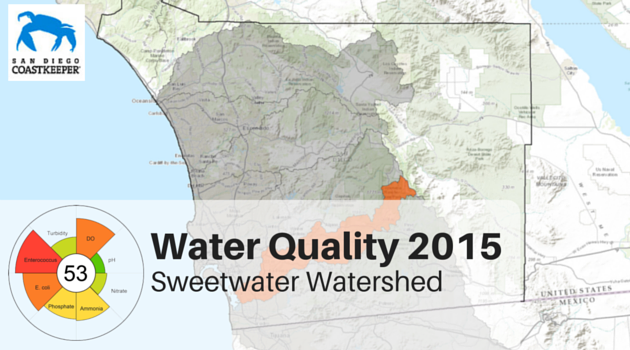 SAN DIEGO
COASTKEEPER
Oceanside
Water Quality 2015
Sweetwater Watershed
53
Turbidity
DO
pH
Nitrate
Ammonia
Phosphate
E. coli
Enterococcus
UNITED STATES
MEXICO